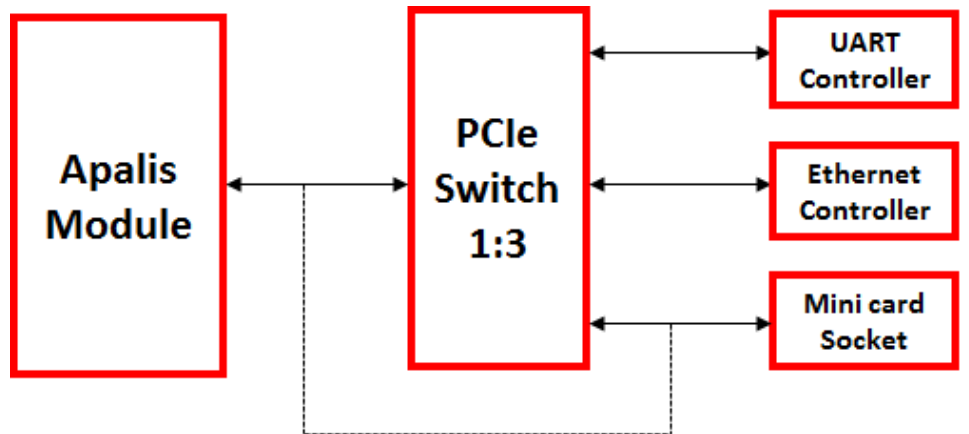 Apalis
Module
PCIe
Switch
1:3
UART
Controller
Ethernet
Controller
Mini card
Socket